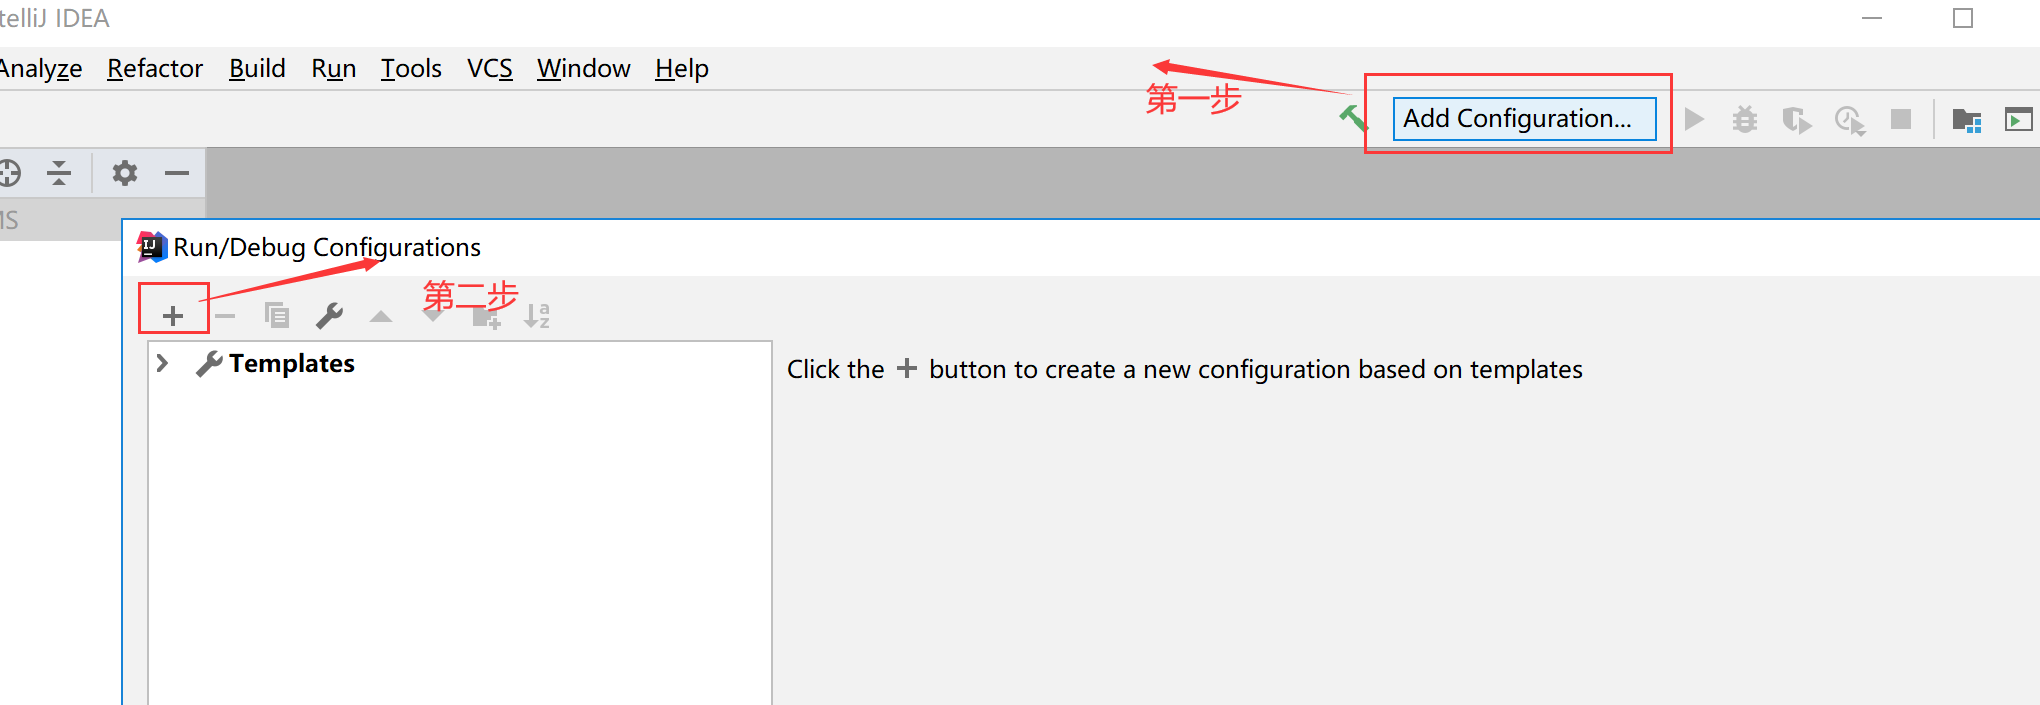 telliJ IDEA
Analyze Refactor Build Run Tools VCS Window Help
第一步
Add Configuration...
MS
Run/Debug Configurations
第二步
Templates
Click the + button to create a new configuration based on templates